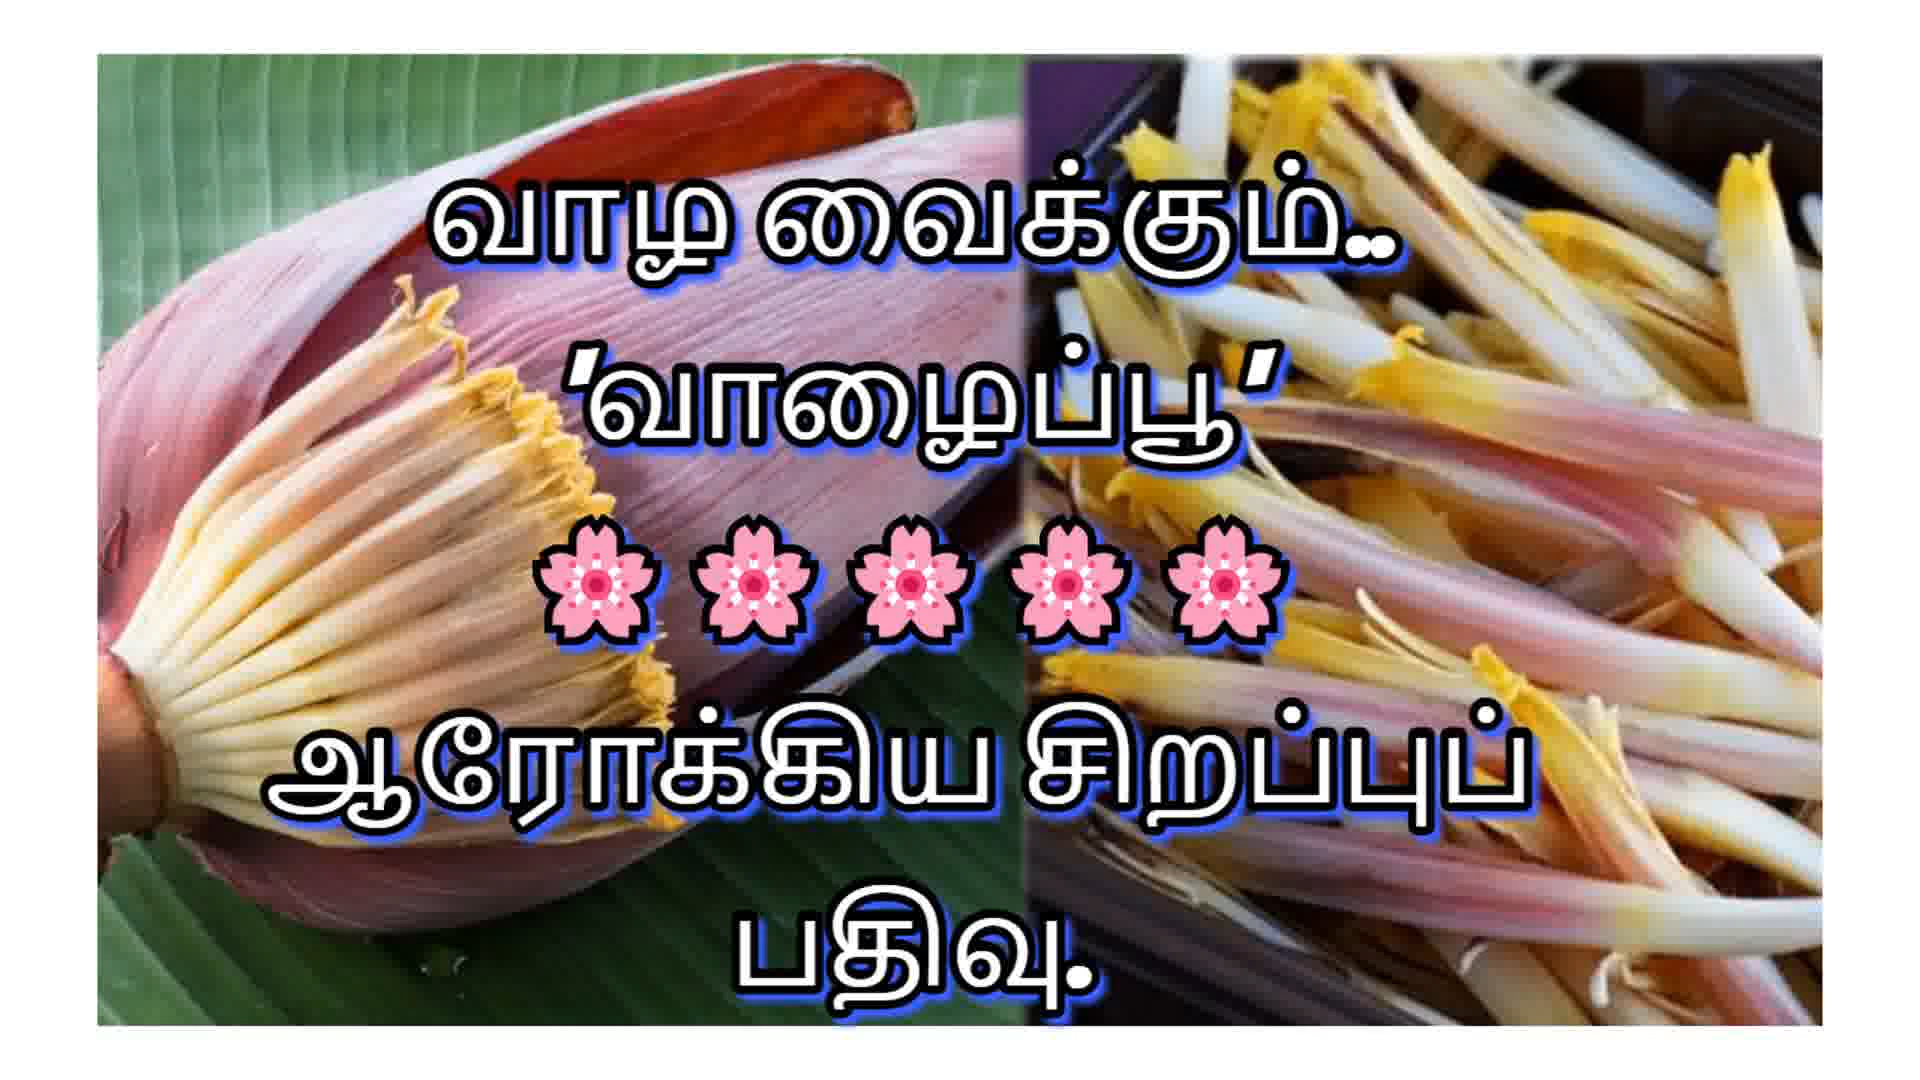 வாழ வைக்கும்..
'வாழைப்பூ'
🌸🌸🌸🌸🌸
ஆரோக்கிய சிறப்புப்
பதிவு.